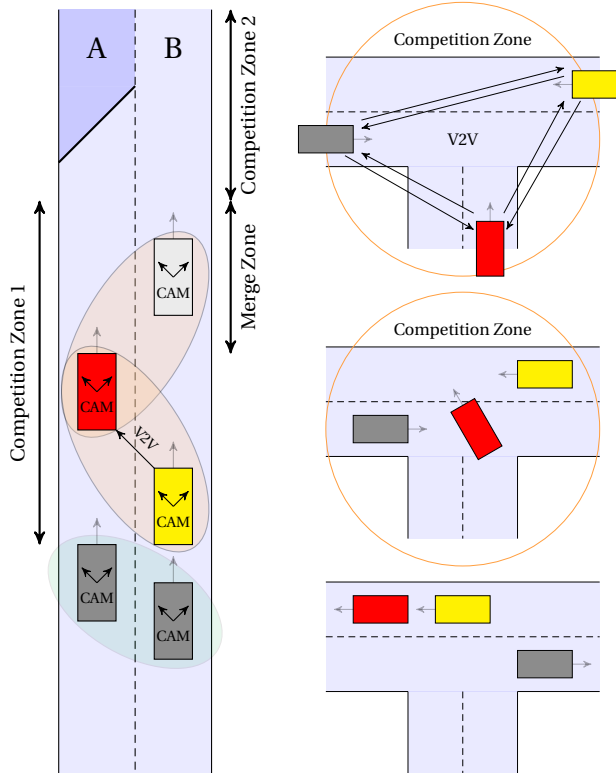 A B
Competition Zone 2
Merge Zone
Competition Zone 1
CAM
CAM
V2V
CAM
CAM
CAM
Competition Zone
V2V
Competition Zone